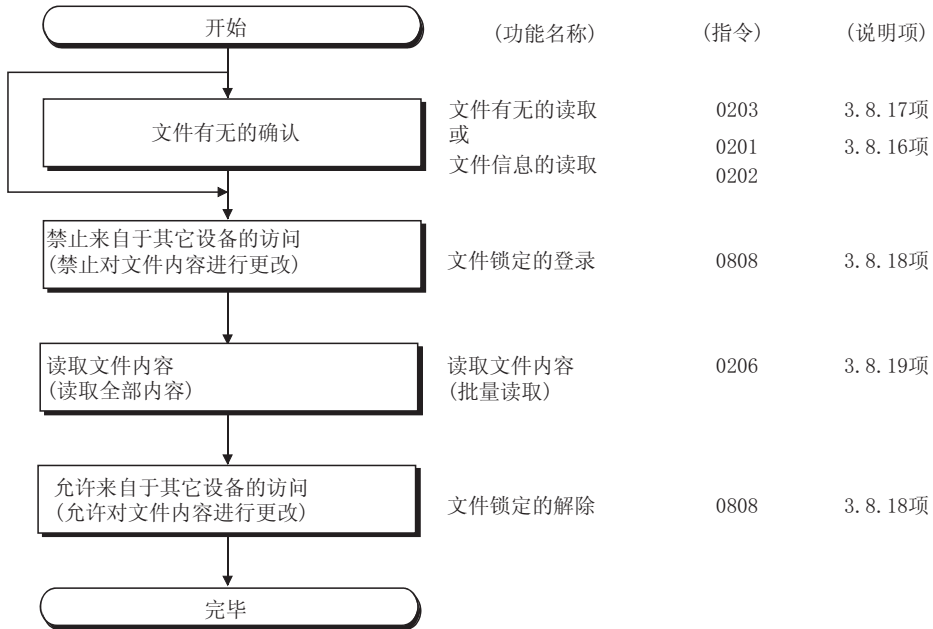 开始 (功能名称) (指令) (说明项)
文件有无的确认
文件有无的读取 0203 3.8.17项
或
文件信息的读取 0201 3.8.16项
0202
禁止来自于其它设备的访问
(禁止对文件内容进行更改)
文件锁定的登录 0808 3.8.18项
读取文件内容
(读取全部内容)
读取文件内容 0206 3.8.19项
(批量读取)
允许来自于其它设备的访问
(允许对文件内容进行更改)
文件锁定的解除 0808 3.8.18项
完毕